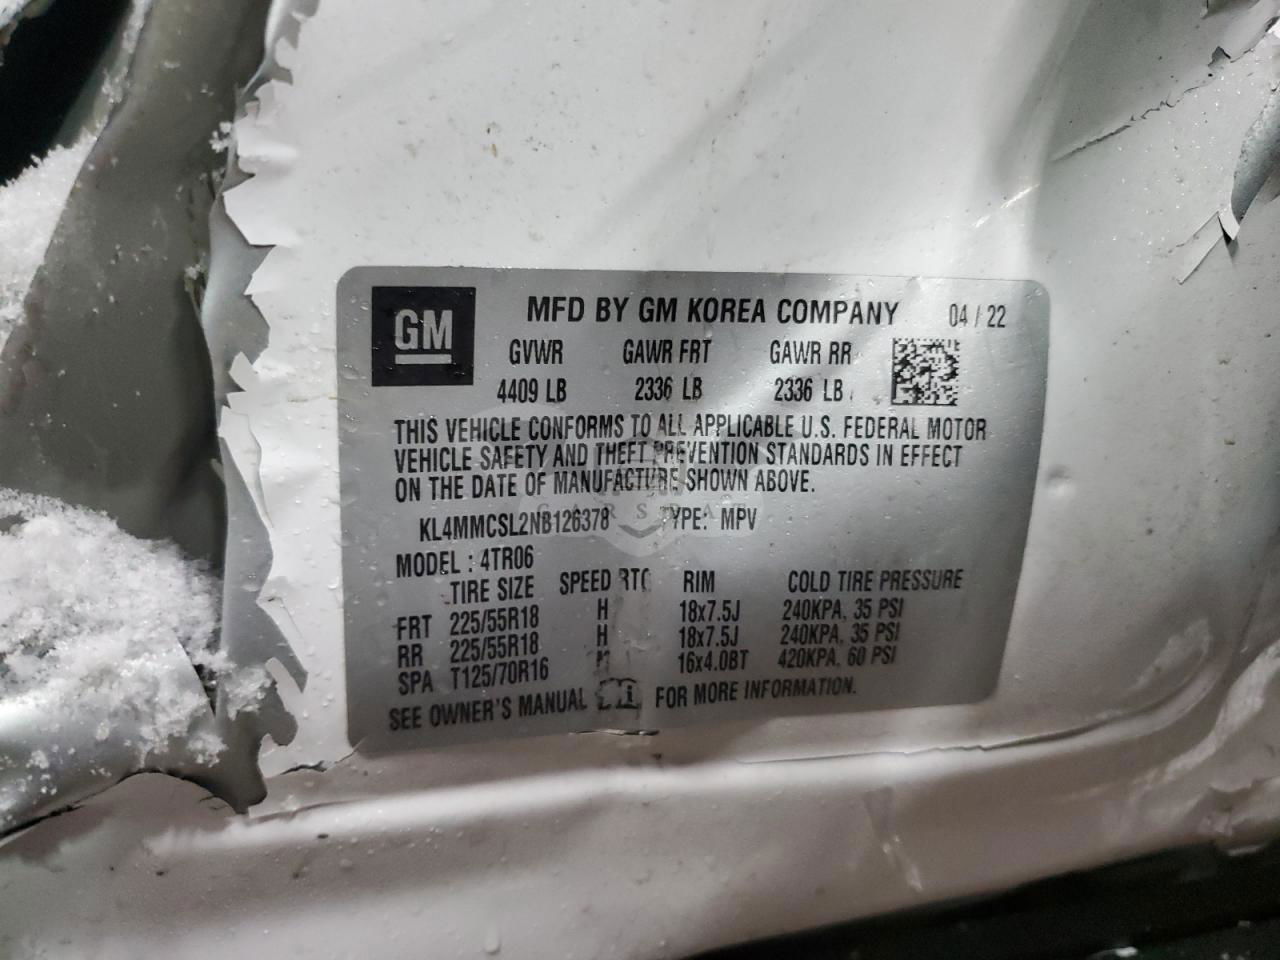 GM
MFD BY GM KOREA COMPANY 04 / 22
GVWR GAWR FRT GAWR RR
4409 LB 2336 LB 2336 LB
THIS VEHICLE CONFORMS TO ALL APPLICABLE U.S. FEDERAL MOTOR
VEHICLE SAFETY AND THEFT PREVENTION STANDARDS IN EFFECT
ON THE DATE OF MANUFACTURE SHOWN ABOVE.
KL4MMCSL2NB126378 TYPE: MPV
MODEL : 4TR06
TIRE SIZE SPEED RTG RIM COLD TIRE PRESSURE
FRT 225/55R18 H 18x7.5J 240KPA, 35 PSI
RR 225/55R18 H 18x7.5J 240KPA, 35 PSI
SPA T125/70R16 16x4.0BT 420KPA, 60 PSI
SEE OWNER'S MANUAL FOR MORE INFORMATION.